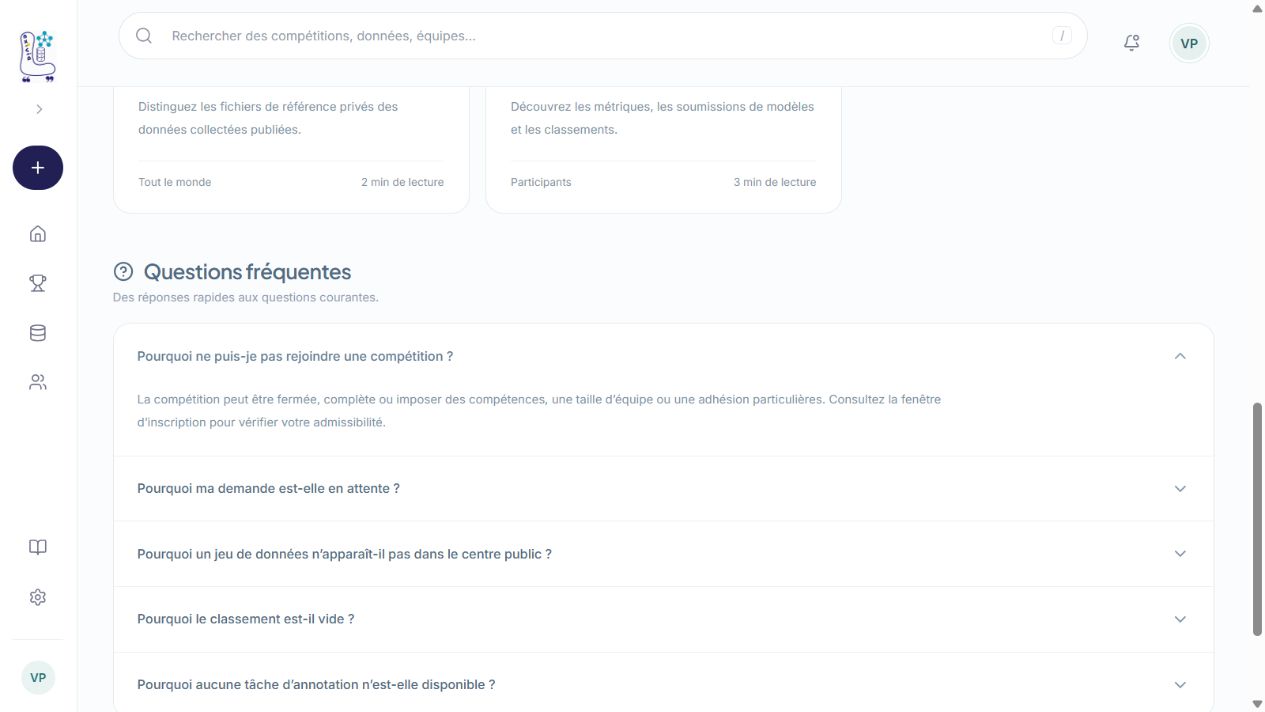 Rechercher des compétitions, données, équipes...
/
VP
Distinguez les fichiers de référence privés des
données collectées publiées.
Tout le monde
2 min de lecture
Découvrez les métriques, les soumissions de modèles
et les classements.
Participants
3 min de lecture
Questions fréquentes
Des réponses rapides aux questions courantes.
Pourquoi ne puis-je pas rejoindre une compétition ?
La compétition peut être fermée, complète ou imposer des compétences, une taille d’équipe ou une adhésion particulières. Consultez la fenêtre
d’inscription pour vérifier votre admissibilité.
Pourquoi ma demande est-elle en attente ?
Pourquoi un jeu de données n’apparaît-il pas dans le centre public ?
Pourquoi le classement est-il vide ?
Pourquoi aucune tâche d’annotation n’est-elle disponible ?
VP